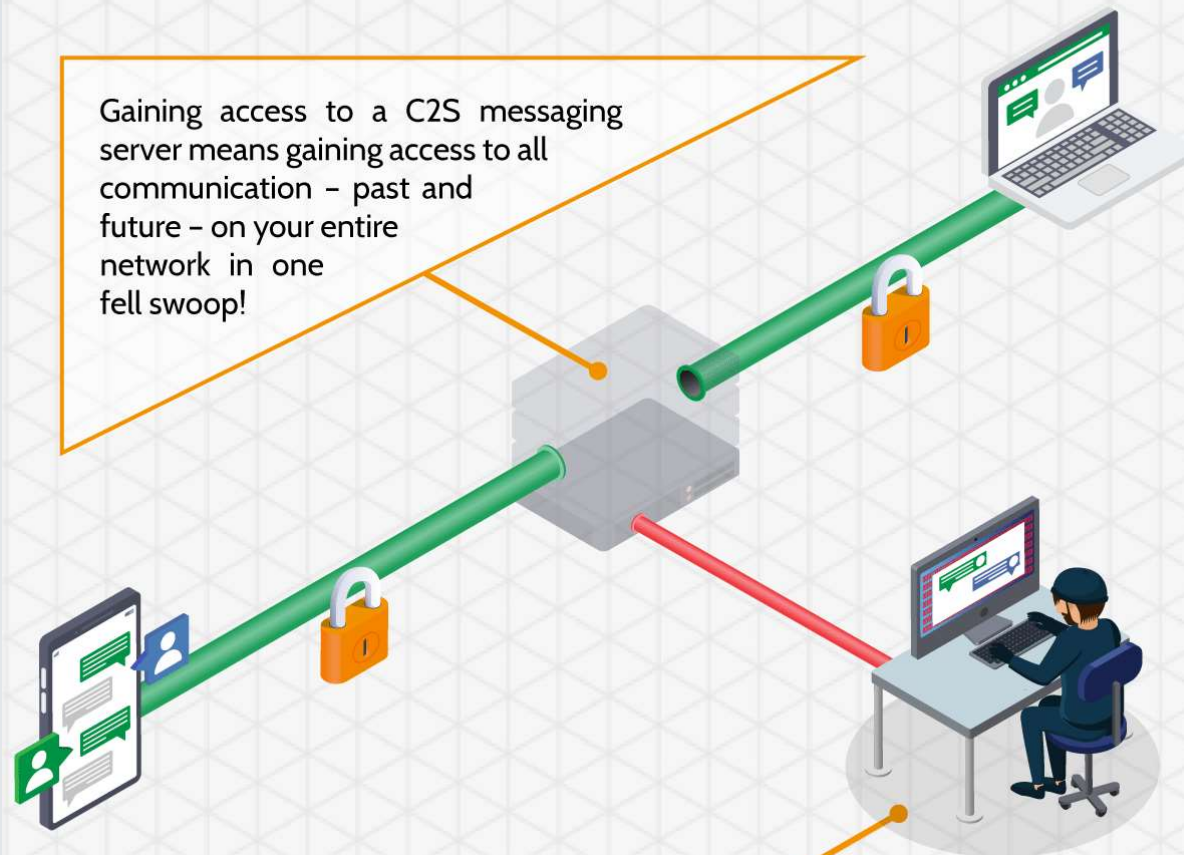 Gaining access to a C2S messaging
server means gaining access to all
communication – past and
future – on your entire
network in one
fell swoop!